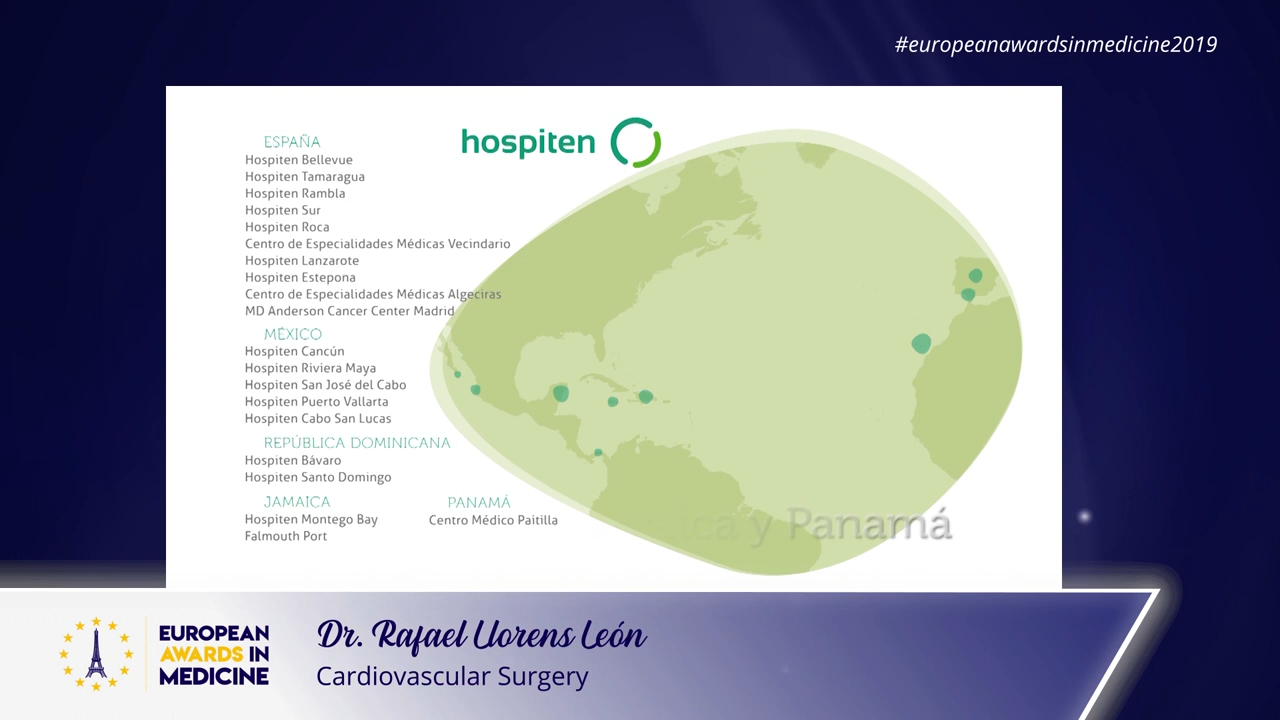 #europeanawardsinmedicine2019
hospiten
ESPAÑA
Hospiten Bellevue
Hospiten Tamaragua
Hospiten Rambla
Hospiten Sur
Hospiten Roca
Centro de Especialidades Médicas Vecindario
Hospiten Lanzarote
Hospiten Estepona
Centro de Especialidades Médicas Algeciras
MD Anderson Cancer Center Madrid
MÉXICO
Hospiten Cancún
Hospiten Riviera Maya
Hospiten San José del Cabo
Hospiten Puerto Vallarta
Hospiten Cabo San Lucas
REPÚBLICA DOMINICANA
Hospiten Bávaro
Hospiten Santo Domingo
JAMAICA
Hospiten Montego Bay
Falmouth Port
PANAMÁ
Centro Médico Paitilla
y Panamá
EUROPEAN
AWARDS IN
MEDICINE
Dr. Rafael Llorens León
Cardiovascular Surgery